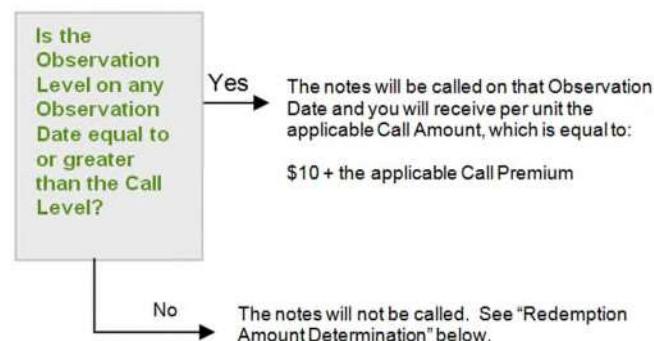 Is the
Observation
Level on any
Observation
Date equal to
or greater
than the Call
Level?
Yes
The notes will be called on that Observation
Date and you will receive per unit the
applicable Call Amount, which is equal to:
$10 + the applicable Call Premium
No
The notes will not be called. See “Redemption
Amount Determination” below.